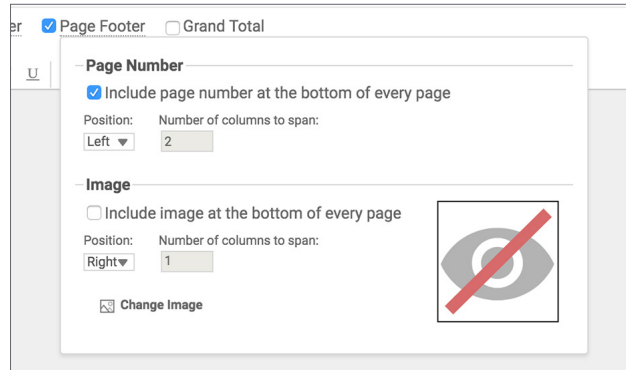 er Page Footer Grand Total
U
Page Number
Include page number at the bottom of every page
Position: Number of columns to span:
Left 2
Image
Include image at the bottom of every page
Position: Number of columns to span:
Right 1
Change Image